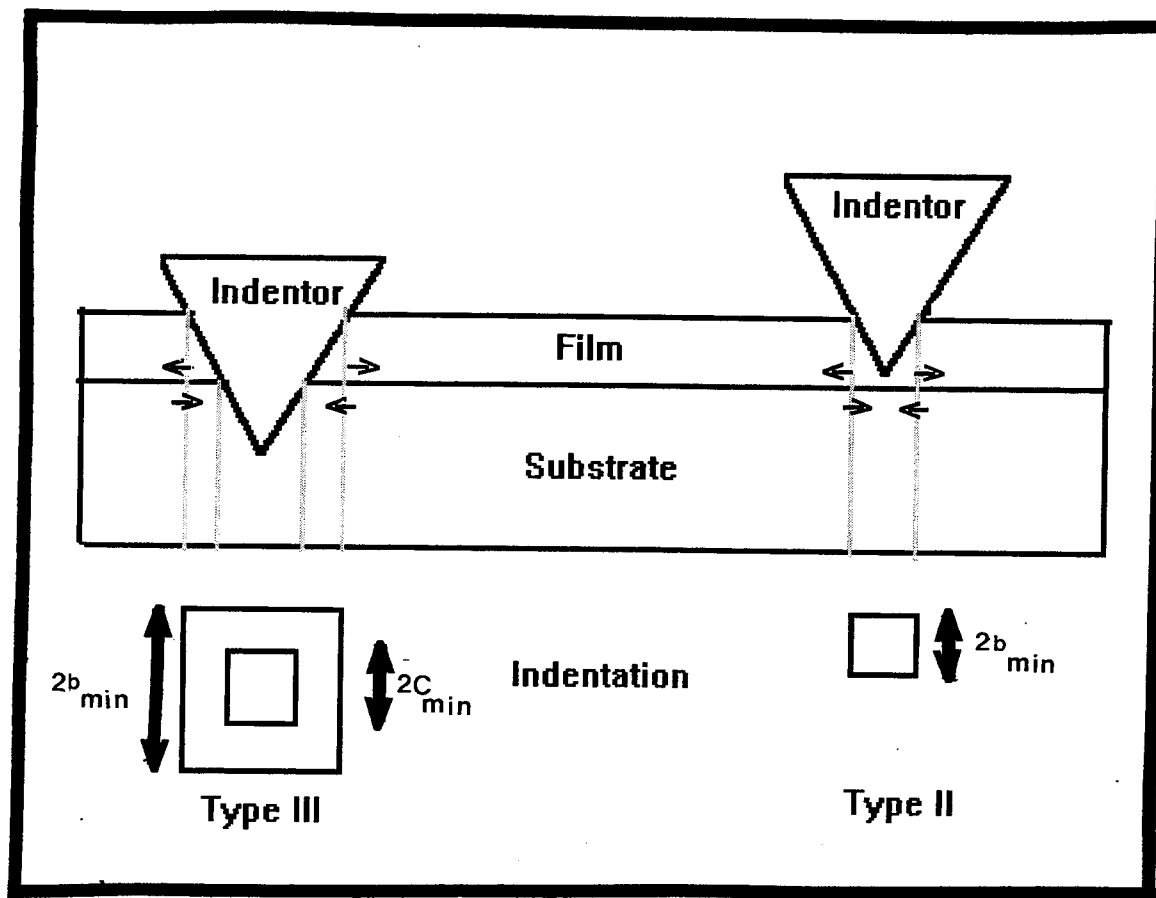 Indentor
Indentor
Film
Substrate
2b min
2C min
Indentation
2b min
Type III
Type II